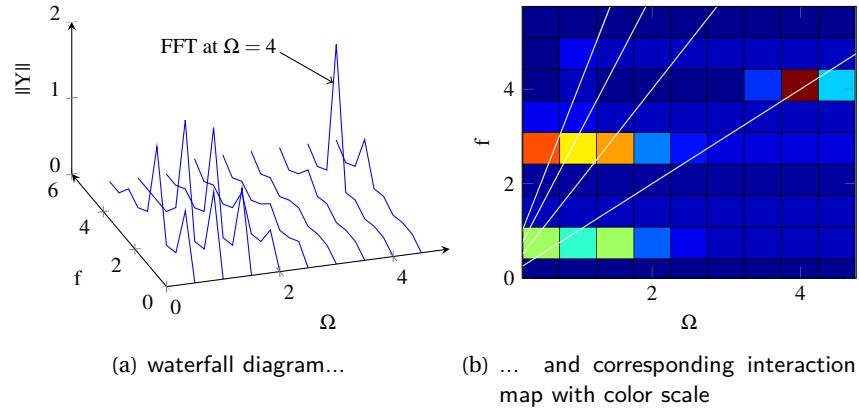 2
1
0
‖Y‖
FFT at Ω = 4
6
4
2
0
f
0
2
4
Ω
4
2
0
f
2
4
Ω
(a) waterfall diagram...
(b) ... and corresponding interaction
map with color scale